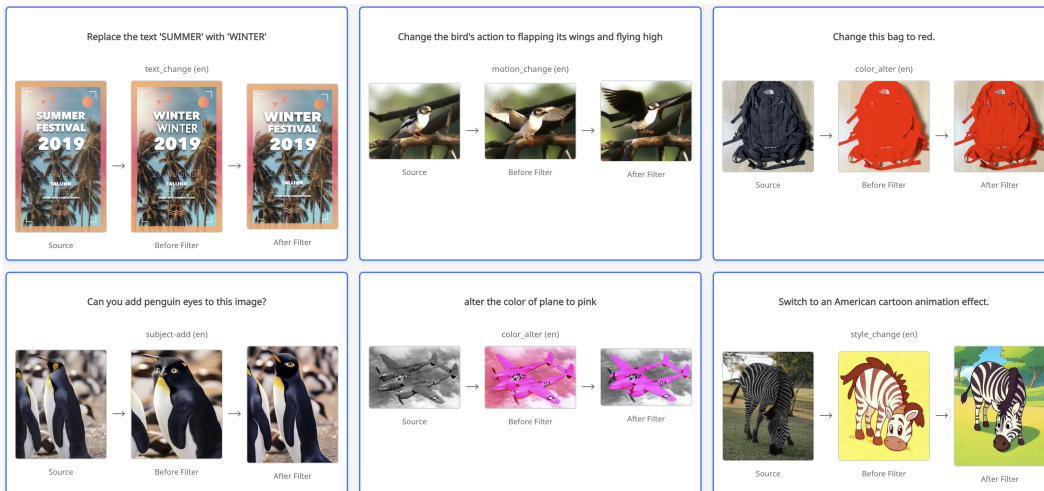 Replace the text 'SUMMER' with 'WINTER'
text_change (en)
SUMMER
FESTIVAL
2019
TALLINN
WINTER
WINTER
2019
TALLINN
WINTER
FESTIVAL
2019
TALLINN
Source
Before Filter
After Filter
Change the bird's action to flapping its wings and flying high
motion_change (en)
Source
Before Filter
After Filter
Change this bag to red.
color_alter (en)
Source
Before Filter
After Filter
Can you add penguin eyes to this image?
subject-add (en)
Source
Before Filter
After Filter
alter the color of plane to pink
color_alter (en)
Source
Before Filter
After Filter
Switch to an American cartoon animation effect.
style_change (en)
Source
Before Filter
After Filter